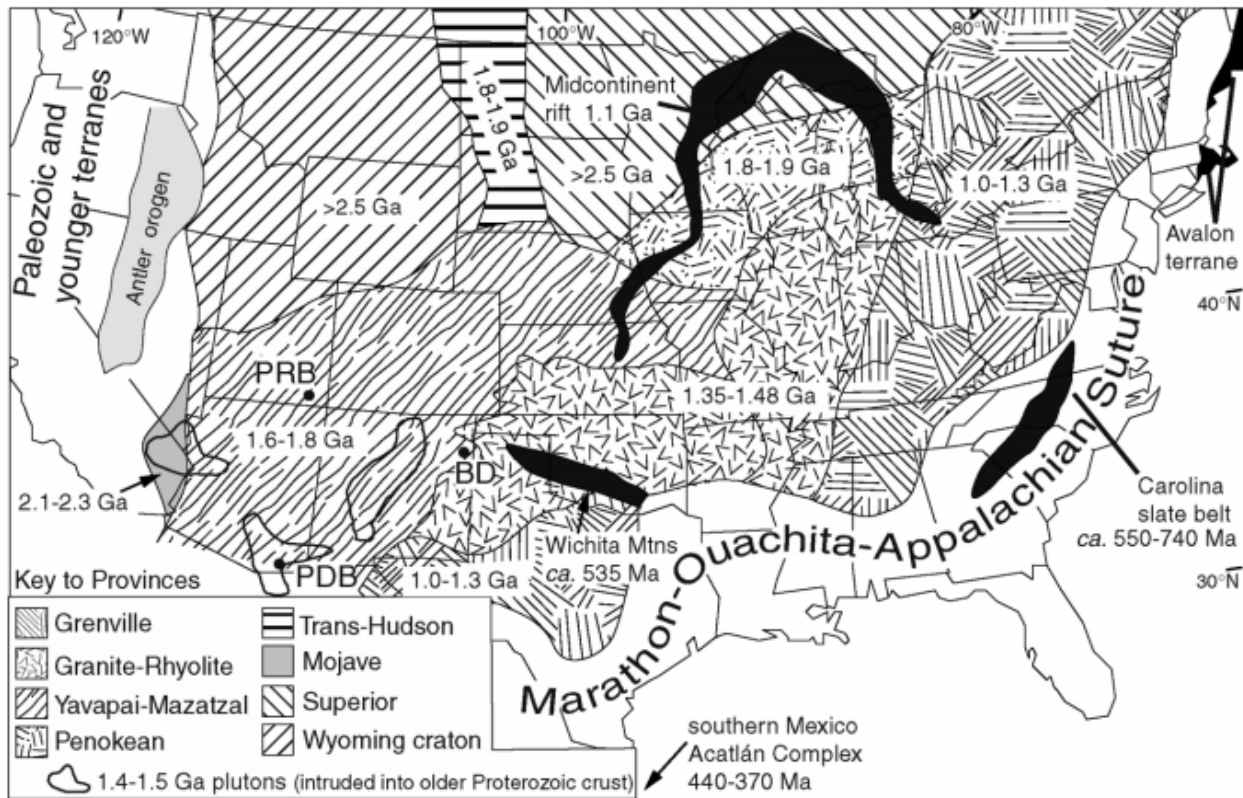 120°W
100°W
80°W
Paleozoic and
younger terranes
Antler orogen
1.8-1.9 Ga
Midcontinent
rift 1.1 Ga
>2.5 Ga
>2.5 Ga
1.8-1.9 Ga
1.0-1.3 Ga
Avalon
terrane
40°N
PRB
1.6-1.8 Ga
1.35-1.48 Ga
BD
2.1-2.3 Ga
Wichita Mtns
ca. 535 Ma
PDB
1.0-1.3 Ga
Carolina
slate belt
ca. 550-740 Ma
30°N
Marathon-Ouachita-Appalachian Suture
Key to Provinces
Grenville
Granite-Rhyolite
Yavapai-Mazatzal
Penokean
Trans-Hudson
Mojave
Superior
Wyoming craton
1.4-1.5 Ga plutons (intruded into older Proterozoic crust)
southern Mexico
Acatlán Complex
440-370 Ma